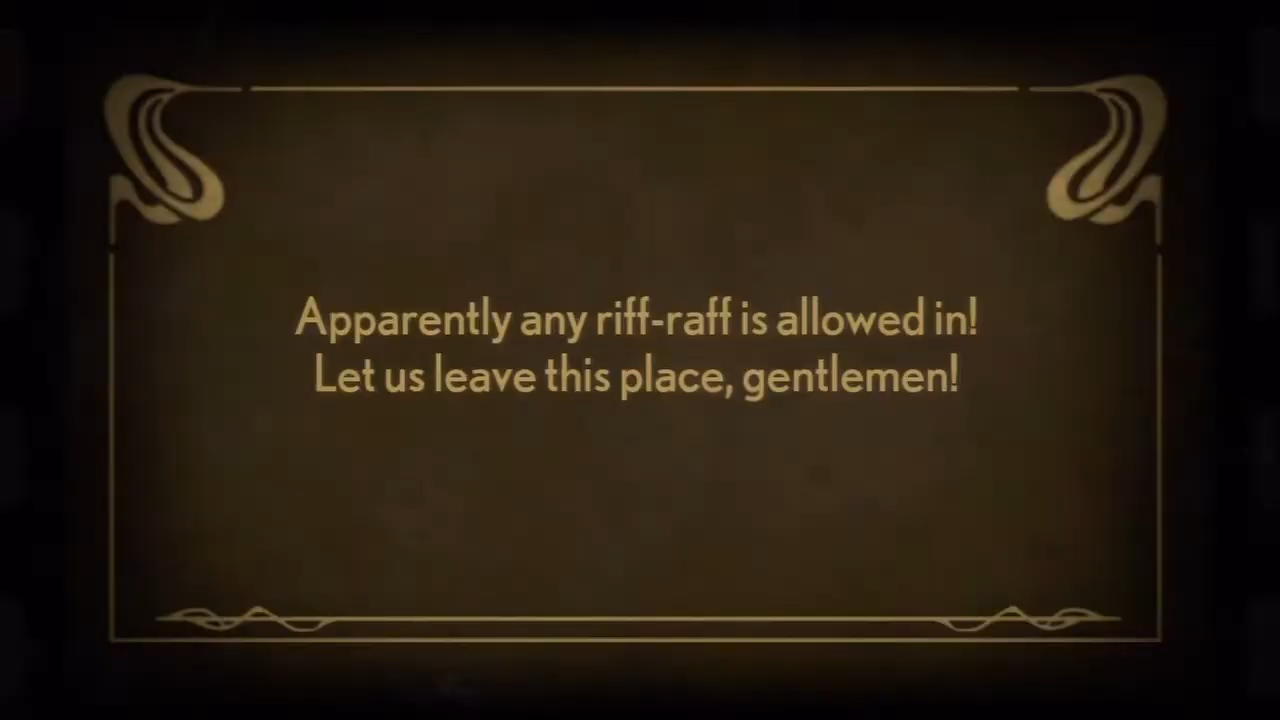 Apparently any riff-raff is allowed in!
Let us leave this place, gentlemen!